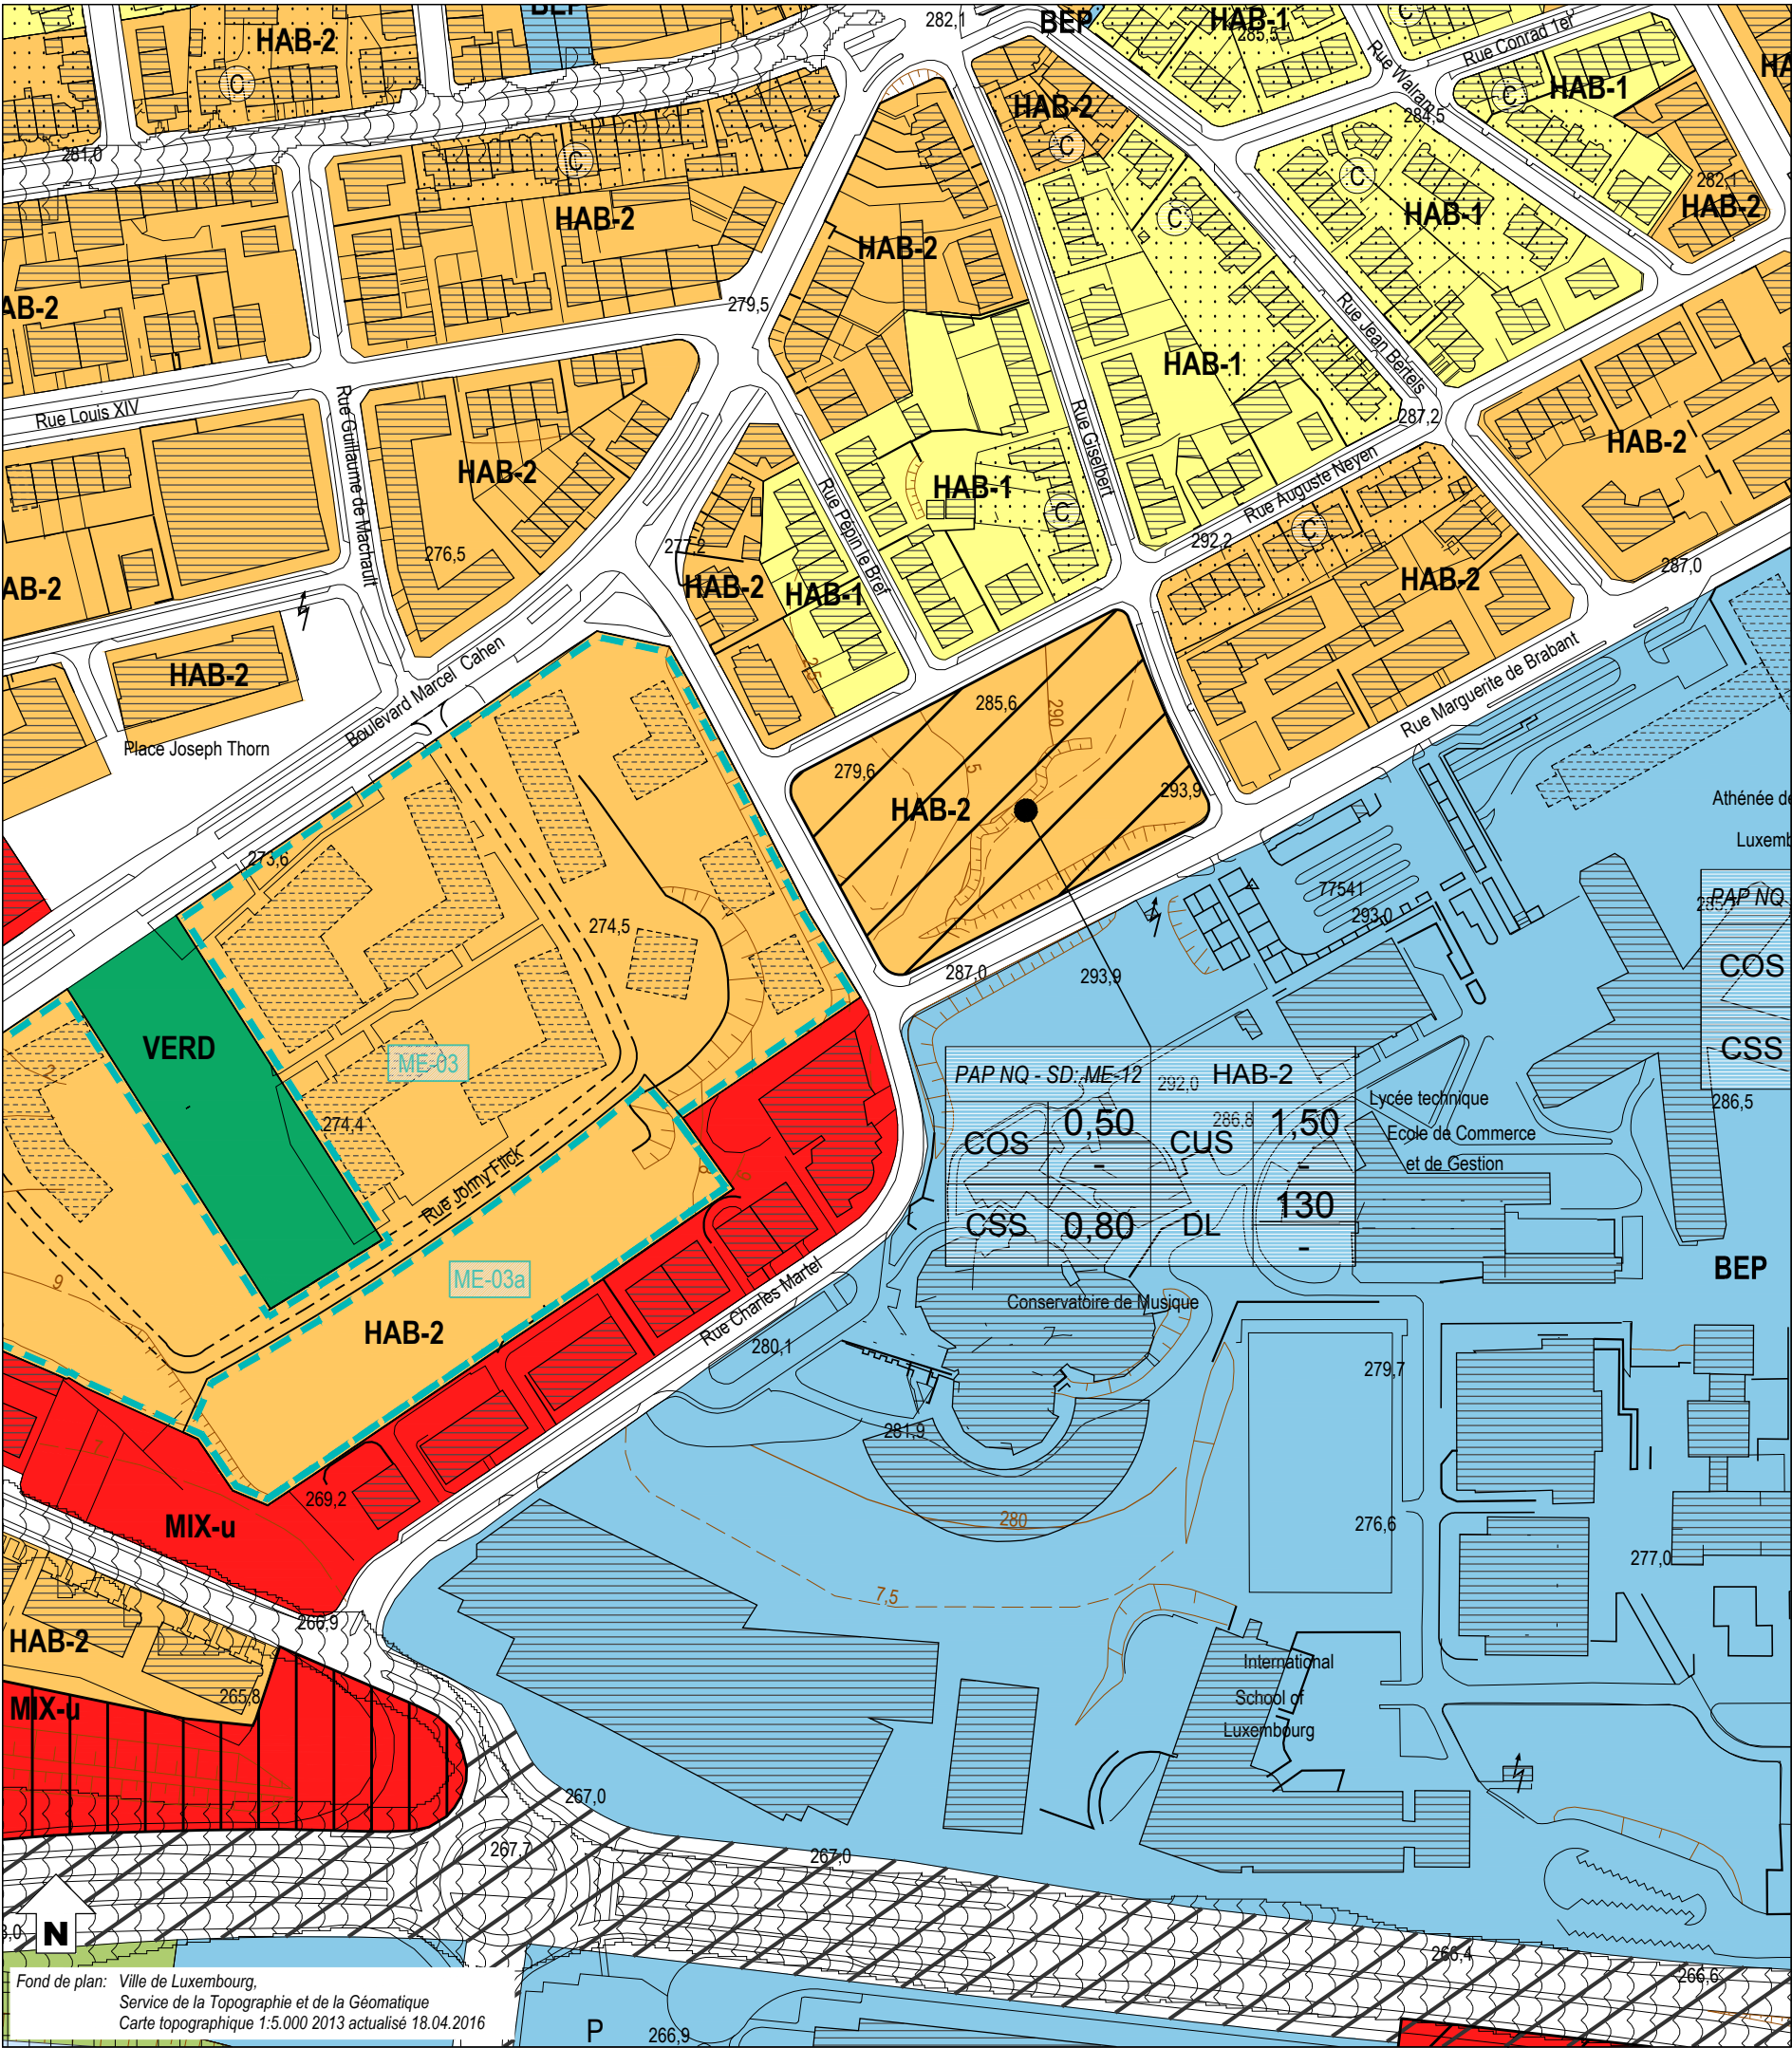 BEP
282,1
BEP
HAB-1
285,5
C
Rue Conrad 1er
Rue Walram
HAB-2
C
HAB-2
C
C
HAB-1
284,5
281,0
C
C
282,1
HAB-2
HAB-2
C
HAB-1
HAB-2
AB-2
279,5
Rue Jean Bertels
HAB-1
Rue Louis XIV
Rue Guillaume de Machault
Rue Giselbert
287,2
HAB-2
HAB-2
HAB-1
Rue Pépin le Bref
C
Rue Auguste Neyen
C
276,5
277,2
292,2
287,0
AB-2
HAB-2
HAB-1
HAB-2
HAB-2
Boulevard Marcel Cahen
Rue Marguerite de Brabant
285,6
290
Place Joseph Thorn
279,6
5
HAB-2
293,9
Athénée de
Luxemb
273,6
77541
293,0
PAP NQ
274,5
287,0
293,9
COS
VERD
ME-03
CSS
PAP NQ - SD: ME-12
292,0
HAB-2
Lycée technique
286,5
COS
0,50
-
CUS
286,8
1,50
-
Ecole de Commerce
et de Gestion
274,4
Rue Johny Flick
CSS
0,80
DL
130
-
ME-03a
9
BEP
HAB-2
Rue Charles Martel
Conservatoire de Musique
280,1
279,7
281,9
269,2
MIX-u
280
276,6
277,0
7,5
266,9
HAB-2
International
School of
Luxembourg
265,8
MIX-u
267,0
267,7
267,0
N
266,4
266,6
Fond de plan: Ville de Luxembourg,
Service de la Topographie et de la Géomatique
Carte topographique 1:5.000 2013 actualisé 18.04.2016
P
266,9